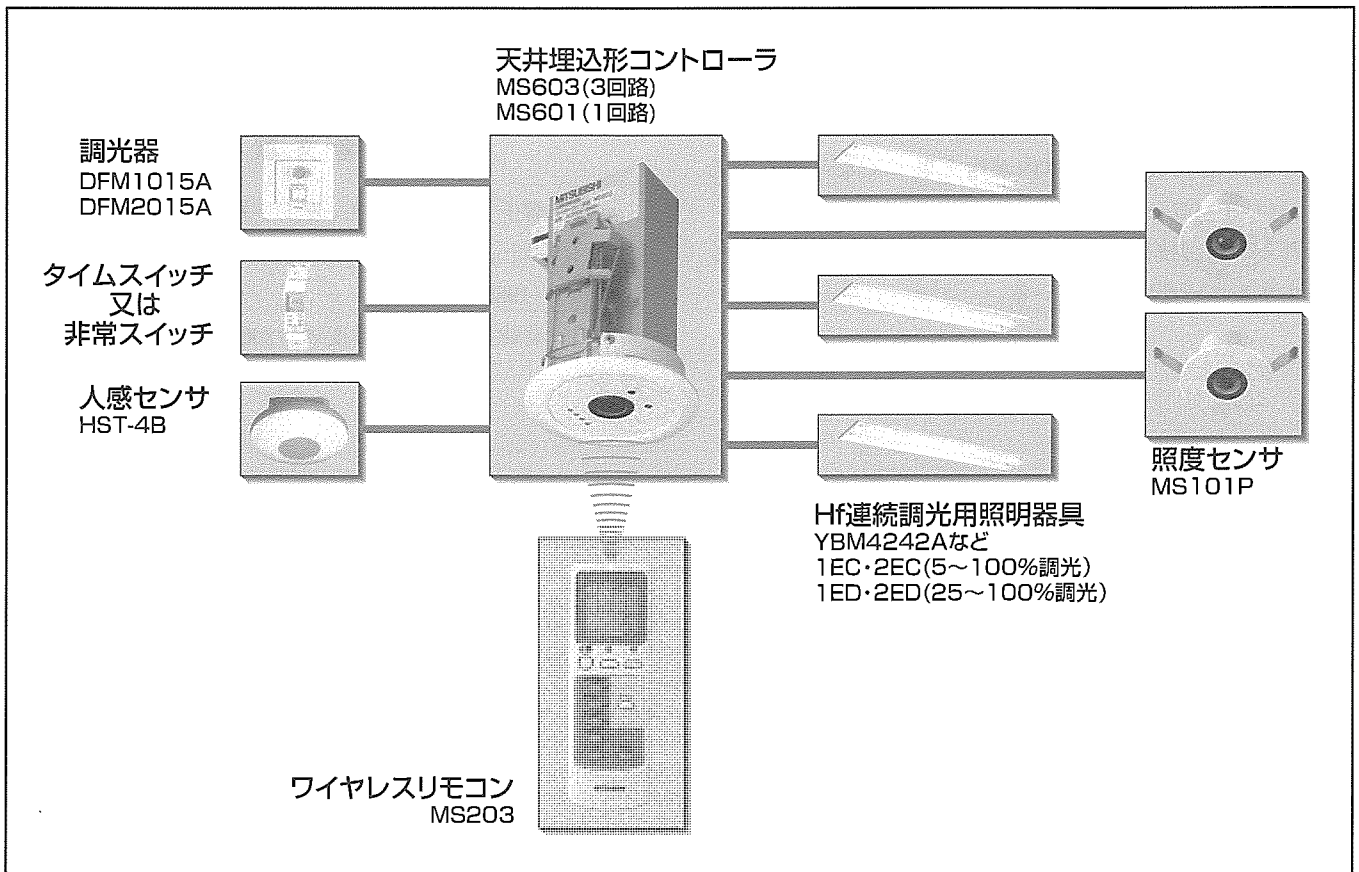 天井埋込形コントローラ
MS603(3回路)
MS601(1回路)
調光器
DFM1015A
DFM2015A
タイムスイッチ
又は
非常スイッチ
人感センサ
HST-4B
MITSUBISHI
照度センサ
MS101P
Hf連続調光用照明器具
YBM4242Aなど
1EC・2EC(5～100%調光)
1ED・2ED(25～100%調光)
ワイヤレスリモコン
MS203